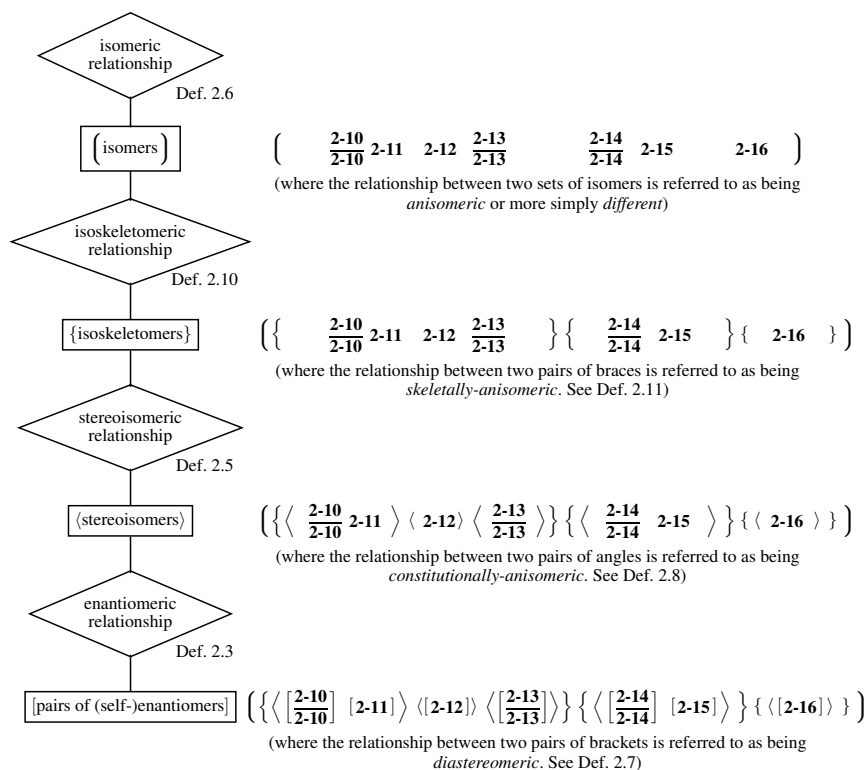 isomeric
relationship
Def. 2.6
(isomers)
( 2-10/2-10 2-11 2-12 2-13/2-13 2-14/2-14 2-15 2-16 )
(where the relationship between two sets of isomers is referred to as being
anisomeric or more simply different)
isoskeletomeric
relationship
Def. 2.10
{isoskeletomers}
({ 2-10/2-10 2-11 2-12 2-13/2-13 } { 2-14/2-14 2-15 } { 2-16 })
(where the relationship between two pairs of braces is referred to as being
skeletally-anisomeric. See Def. 2.11)
stereoisomeric
relationship
Def. 2.5
⟨stereoisomers⟩
({⟨ 2-10/2-10 2-11 ⟩ ⟨ 2-12⟩ ⟨ 2-13/2-13 ⟩} {⟨ 2-14/2-14 2-15 ⟩} {⟨ 2-16 ⟩ })
(where the relationship between two pairs of angles is referred to as being
constitutionally-anisomeric. See Def. 2.8)
enantiomeric
relationship
Def. 2.3
[pairs of (self-)enantiomers]
({⟨[2-10/2-10] [2-11]⟩ ⟨[2-12]⟩ ⟨[2-13/2-13]⟩} {⟨[2-14/2-14] [2-15]⟩ } {⟨[2-16]⟩ })
(where the relationship between two pairs of brackets is referred to as being
diastereomeric. See Def. 2.7)